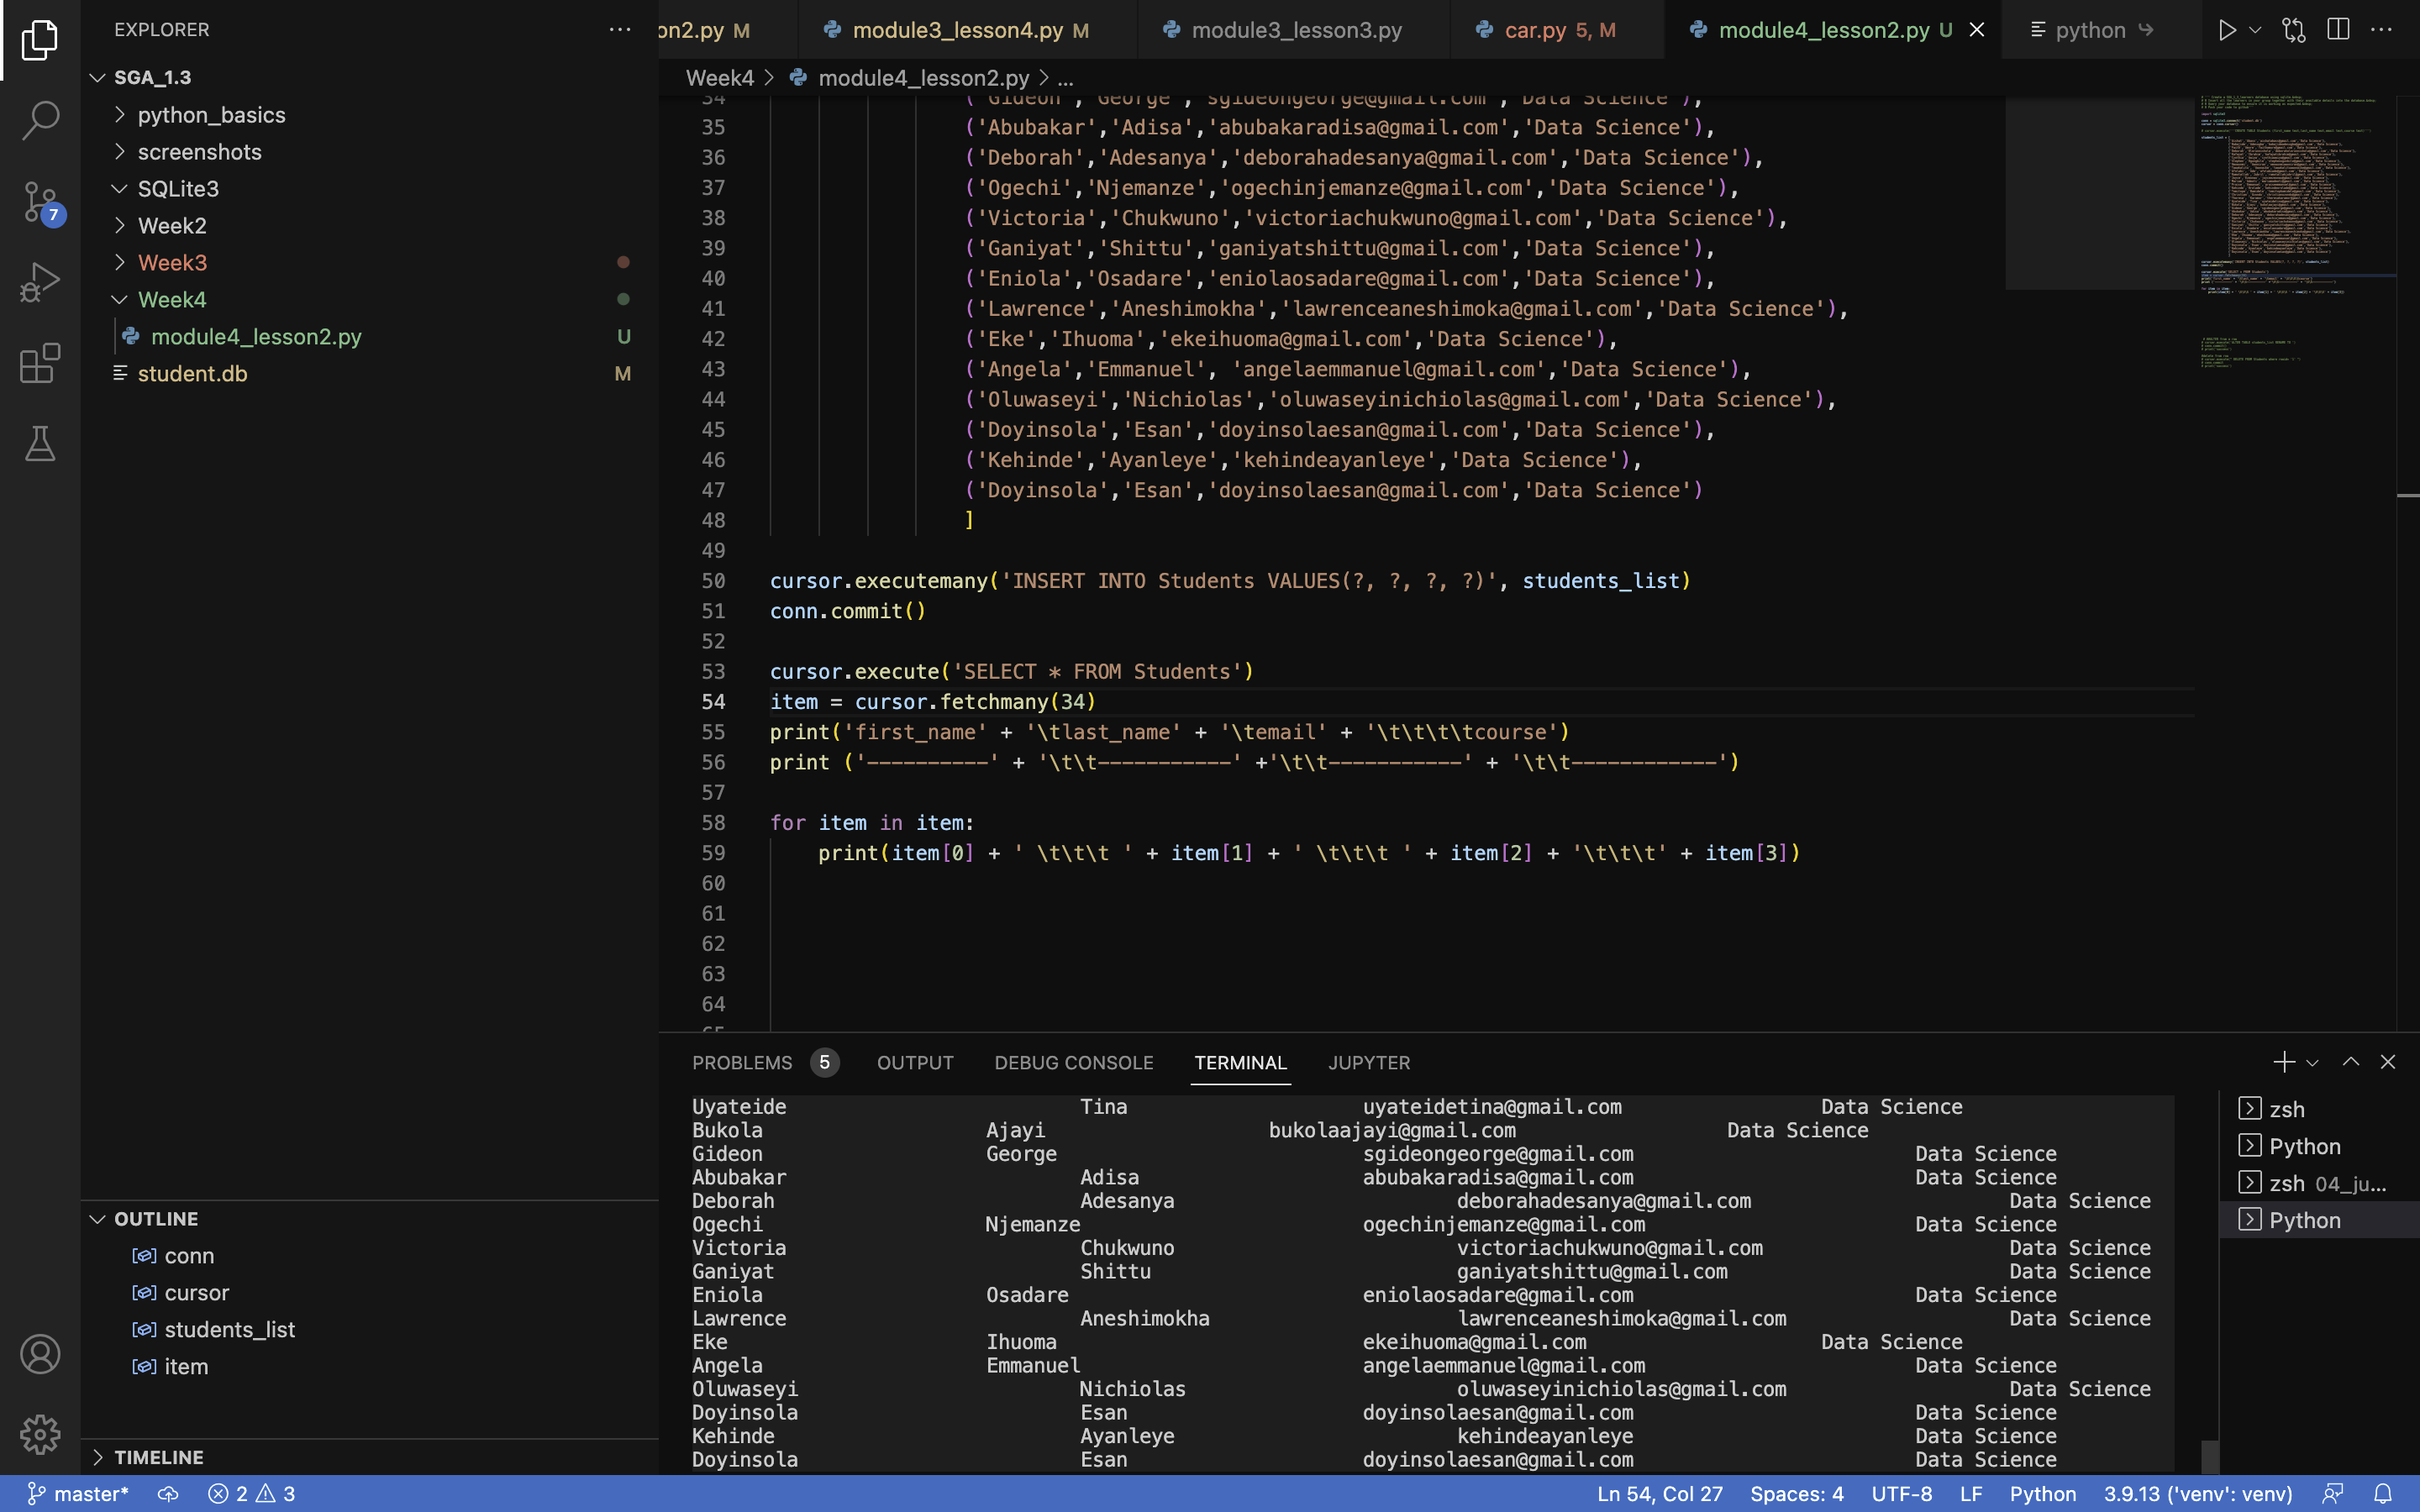 EXPLORER
SGA_1.3
python_basics
screenshots
SQLite3
Week2
Week3
Week4
module4_lesson2.py U
student.db M
7
OUTLINE
conn
cursor
students_list
item
TIMELINE
on2.py M
module3_lesson4.py M
module3_lesson3.py
car.py 5, M
module4_lesson2.py U
python
Week4 > module4_lesson2.py > ...
34 ('Gideon','George','sgideongeorge@gmail.com','Data Science'),
35 ('Abubakar','Adisa','abubakaradisa@gmail.com','Data Science'),
36 ('Deborah','Adesanya','deborahadesanya@gmail.com','Data Science'),
37 ('Ogechi','Njemanze','ogechinjemanze@gmail.com','Data Science'),
38 ('Victoria','Chukwuno','victoriachukwuno@gmail.com','Data Science'),
39 ('Ganiyat','Shittu','ganiyatshittu@gmail.com','Data Science'),
40 ('Eniola','Osadare','eniolaosadare@gmail.com','Data Science'),
41 ('Lawrence','Aneshimokha','lawrenceaneshimoka@gmail.com','Data Science'),
42 ('Eke','Ihuoma','ekeihuoma@gmail.com','Data Science'),
43 ('Angela','Emmanuel', 'angelaemmanuel@gmail.com','Data Science'),
44 ('Oluwaseyi','Nichiolas','oluwaseyinichiolas@gmail.com','Data Science'),
45 ('Doyinsola','Esan','doyinsolaesan@gmail.com','Data Science'),
46 ('Kehinde','Ayanleye','kehindeayanleye','Data Science'),
47 ('Doyinsola','Esan','doyinsolaesan@gmail.com','Data Science')
48 ]
49
50 cursor.executemany('INSERT INTO Students VALUES(?, ?, ?, ?)', students_list)
51 conn.commit()
52
53 cursor.execute('SELECT * FROM Students')
54 item = cursor.fetchmany(34)
55 print('first_name' + '\tlast_name' + '\temail' + '\t\t\t\tcourse')
56 print ('----------' + '\t\t-----------' +'\t\t-----------' + '\t\t------------')
57
58 for item in item:
59 print(item[0] + ' \t\t\t ' + item[1] + ' \t\t\t ' + item[2] + '\t\t\t' + item[3])
60
61
62
63
64
65
PROBLEMS 5 OUTPUT DEBUG CONSOLE TERMINAL JUPYTER
Uyateide Tina uyateidetina@gmail.com Data Science
Bukola Ajayi bukolaajayi@gmail.com Data Science
Gideon George sgideongeorge@gmail.com Data Science
Abubakar Adisa abubakaradisa@gmail.com Data Science
Deborah Adesanya deborahadesanya@gmail.com Data Science
Ogechi Njemanze ogechinjemanze@gmail.com Data Science
Victoria Chukwuno victoriachukwuno@gmail.com Data Science
Ganiyat Shittu ganiyatshittu@gmail.com Data Science
Eniola Osadare eniolaosadare@gmail.com Data Science
Lawrence Aneshimokha lawrenceaneshimoka@gmail.com Data Science
Eke Ihuoma ekeihuoma@gmail.com Data Science
Angela Emmanuel angelaemmanuel@gmail.com Data Science
Oluwaseyi Nichiolas oluwaseyinichiolas@gmail.com Data Science
Doyinsola Esan doyinsolaesan@gmail.com Data Science
Kehinde Ayanleye kehindeayanleye Data Science
Doyinsola Esan doyinsolaesan@gmail.com Data Science
zsh
Python
zsh 04_ju...
Python
master* 2 3 Ln 54, Col 27 Spaces: 4 UTF-8 LF Python 3.9.13 ('venv': venv)